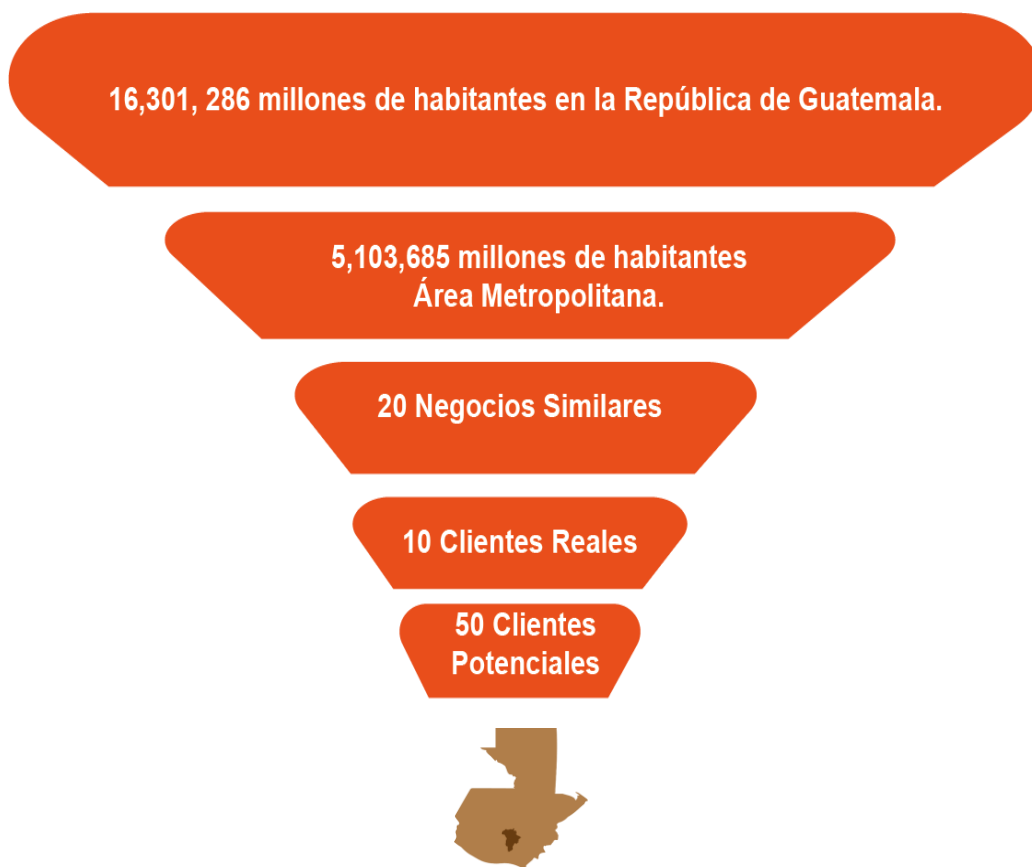 16,301, 286 millones de habitantes en la República de Guatemala.
5,103,685 millones de habitantes
Área Metropolitana.
20 Negocios Similares
10 Clientes Reales
50 Clientes
Potenciales